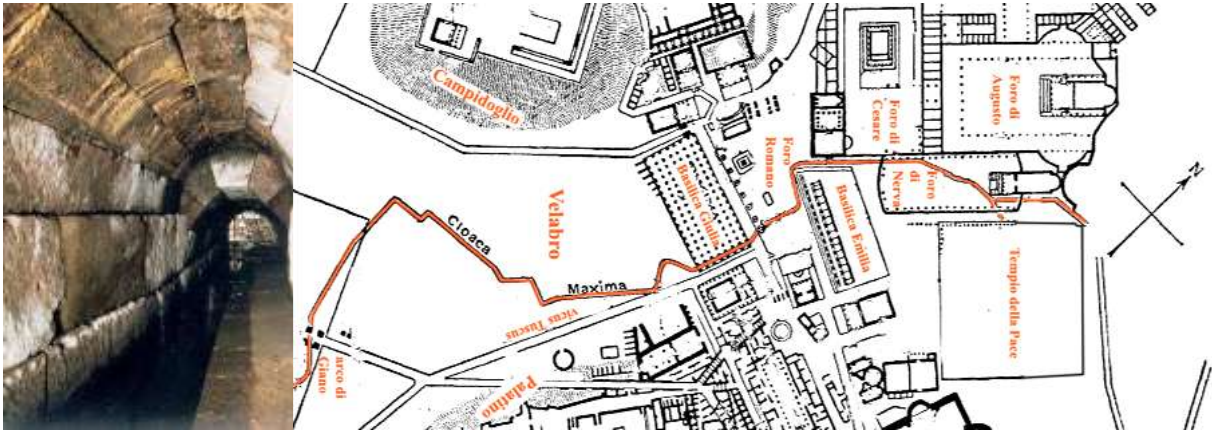 Campidoglio
Foro di
Cesare
Foro di
Augusto
Foro
Romano
Basilica Giulia
Basilica Emilia
Foro
di
Nerva
N
Velabro
Cloaca
Maxima
vicus Tuscus
Tempio della Pace
arco di
Giano
Palatino